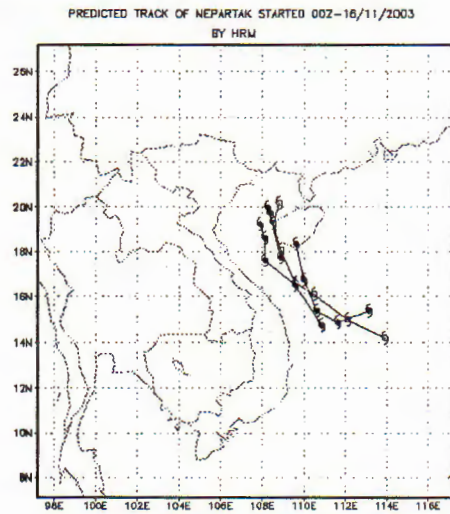 PREDICTED TRACK OF NEPARTAK STARTED 00Z-16/11/2003
BY HRM
26N
24N
22N
20N
18N
16N
14N
12N
10N
8N
98E 100E 102E 104E 106E 108E 110E 112E 114E 116E